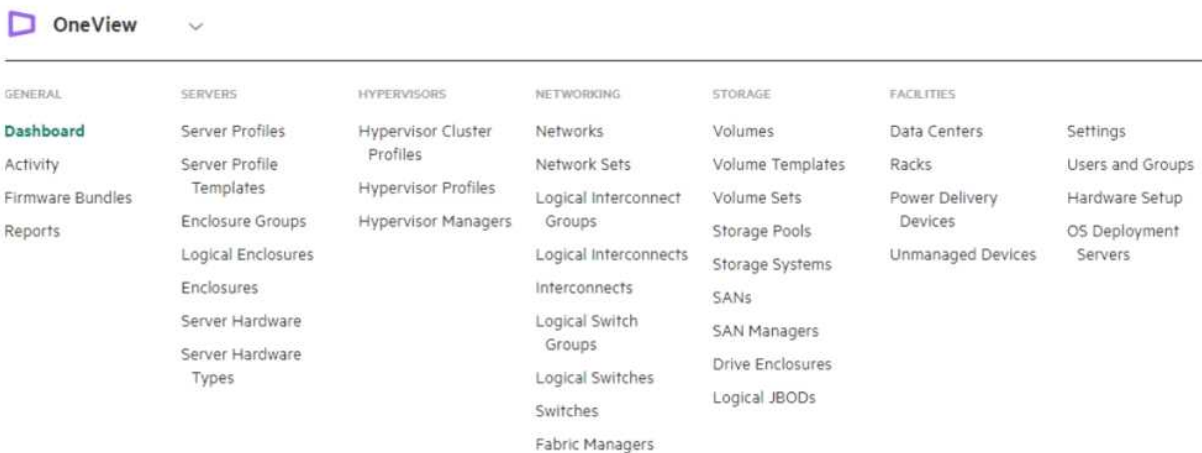 OneView
GENERAL
Dashboard
Activity
Firmware Bundles
Reports
SERVERS
Server Profiles
Server Profile
Templates
Enclosure Groups
Logical Enclosures
Enclosures
Server Hardware
Server Hardware
Types
HYPERVISORS
Hypervisor Cluster
Profiles
Hypervisor Profiles
Hypervisor Managers
NETWORKING
Networks
Network Sets
Logical Interconnect
Groups
Logical Interconnects
Interconnects
Logical Switch
Groups
Logical Switches
Switches
Fabric Managers
STORAGE
Volumes
Volume Templates
Volume Sets
Storage Pools
Storage Systems
SANs
SAN Managers
Drive Enclosures
Logical JBODs
FACILITIES
Data Centers
Racks
Power Delivery
Devices
Unmanaged Devices
Settings
Users and Groups
Hardware Setup
OS Deployment
Servers